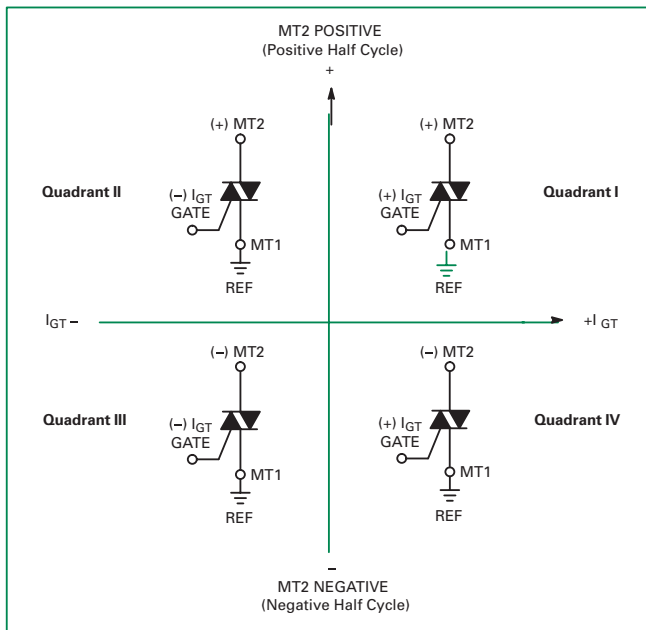 MT2 POSITIVE
(Positive Half Cycle)
+
(+) MT2
(+) MT2
Quadrant II
(−) IGT
GATE
(+) IGT
GATE
Quadrant I
MT1
MT1
REF
REF
IGT −
+I GT
(−) MT2
(−) MT2
Quadrant III
(−) IGT
GATE
(+) IGT
GATE
Quadrant IV
MT1
MT1
REF
REF
−
MT2 NEGATIVE
(Negative Half Cycle)